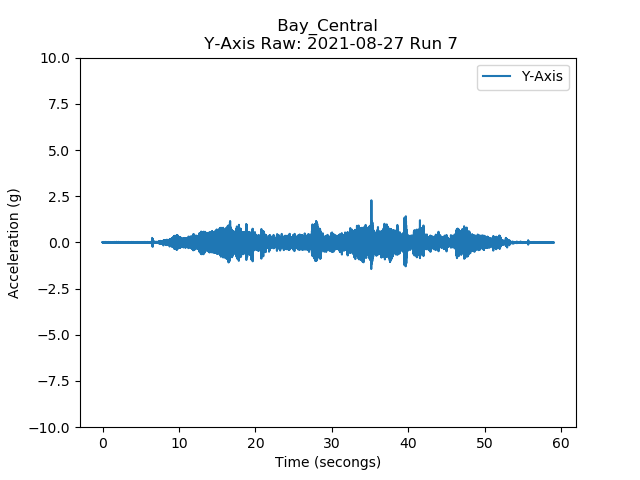 Bay_Central
Y-Axis Raw: 2021-08-27 Run 7
Y-Axis
10.0
7.5
5.0
2.5
0.0
−2.5
−5.0
−7.5
−10.0
Acceleration (g)
0 10 20 30 40 50 60
Time (secongs)